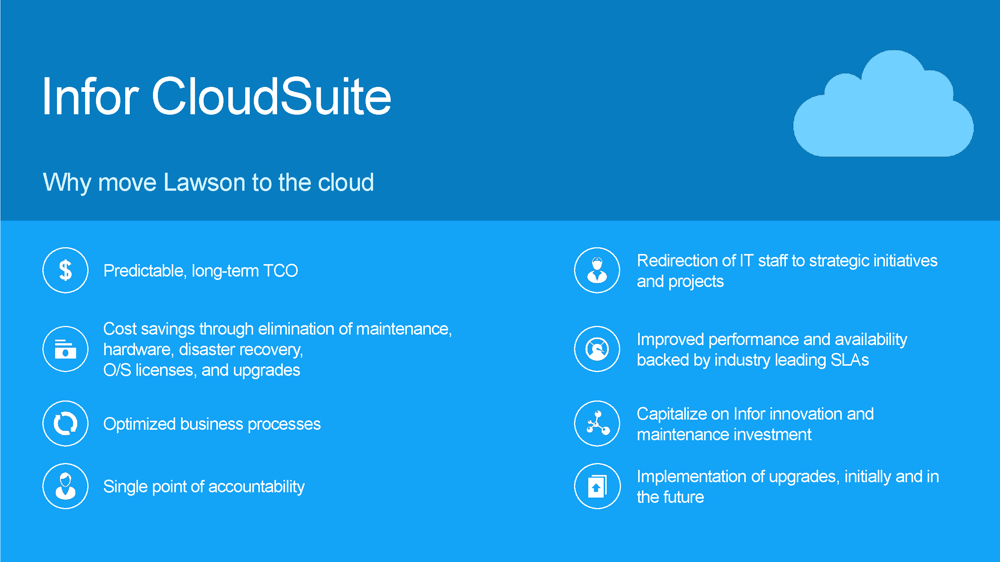 Infor CloudSuite
Why move Lawson to the cloud
Predictable, long-term TCO
Cost savings through elimination of maintenance,
hardware, disaster recovery,
O/S licenses, and upgrades
Optimized business processes
Single point of accountability
Redirection of IT staff to strategic initiatives
and projects
Improved performance and availability
backed by industry leading SLAs
Capitalize on Infor innovation and
maintenance investment
Implementation of upgrades, initially and in
the future